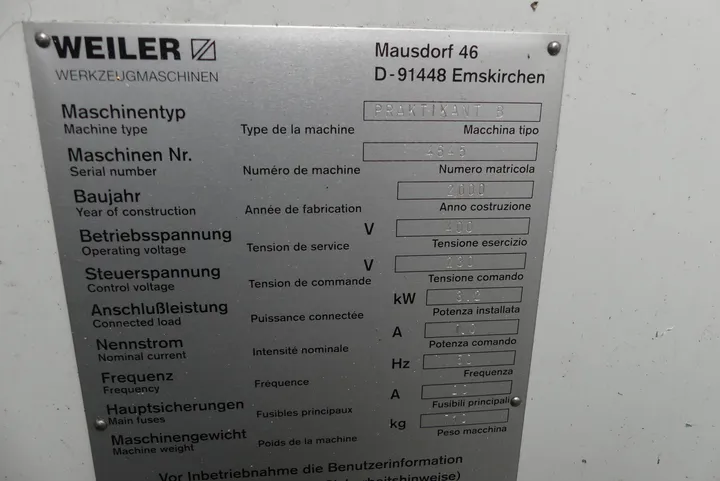 WEILER
WERKZEUGMASCHINEN
Mausdorf 46
D-91448 Emskirchen
Maschinentyp PRAKTIKANT
Machine type Type de la machine Macchina tipo
Maschinen Nr.
Serial number Numéro de machine Numero matricola
Baujahr 2000
Year of construction Année de fabrication Anno costruzione
Betriebsspannung V 400
Operating voltage Tension de service Tensione esercizio
Steuerspannung V 230
Control voltage Tension de commande Tensione comando
Anschlußleistung kW
Connected load Puissance connectée Potenza installata
Nennstrom A
Nominal current Intensité nominale Potenza comando
Frequenz Hz
Frequency Fréquence Frequenza
Hauptsicherungen A
Main fuses Fusibles principaux Fusibili principali
Maschinengewicht kg
Machine weight Poids de la machine Peso macchina
Vor Inbetriebnahme die Benutzerinformation